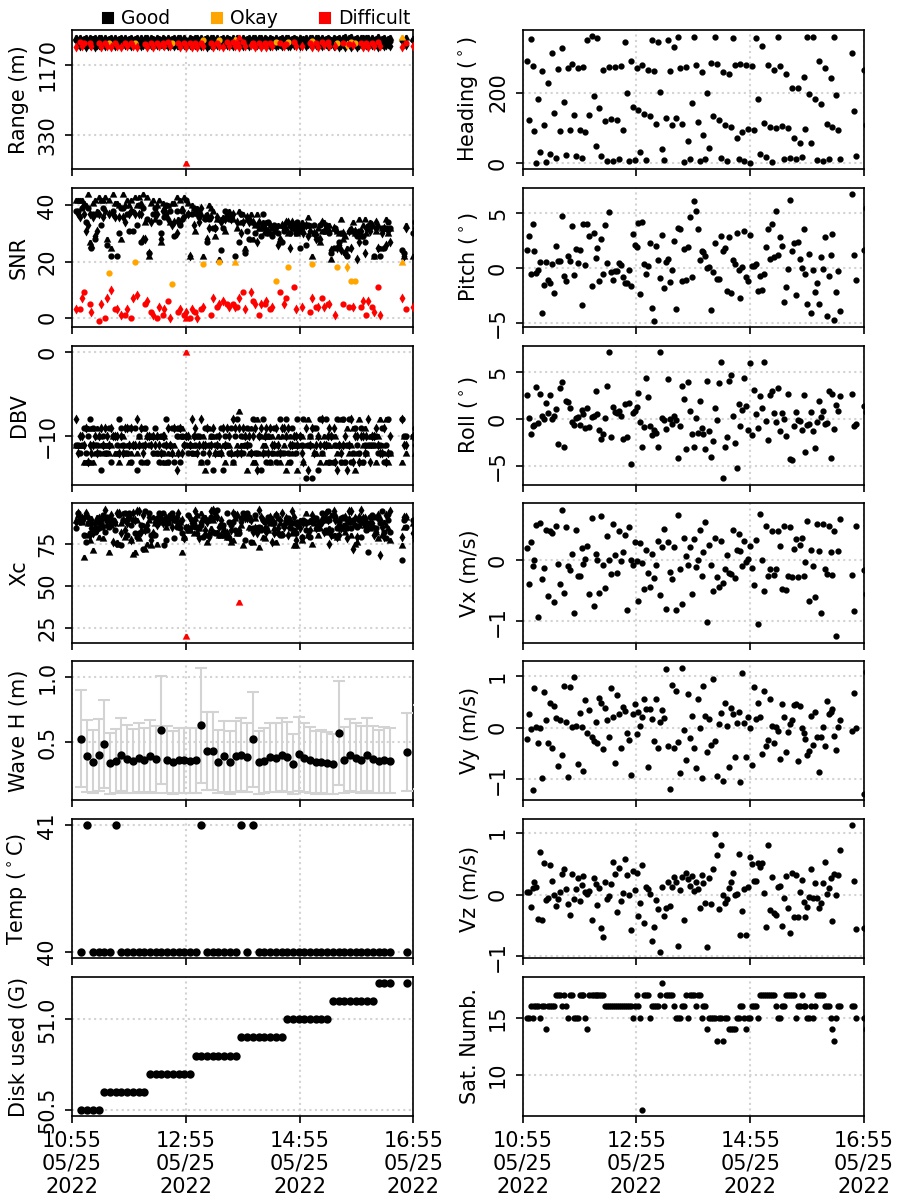 Good Okay Difficult
Range (m)
1170
330
Heading (°)
200
0
SNR
40
20
0
Pitch (°)
5
0
−5
DBV
0
−10
Roll (°)
5
0
−5
Xc
75
50
25
Vx (m/s)
0
−1
Wave H (m)
1.0
0.5
Vy (m/s)
1
0
−1
Temp (°C)
41
40
Vz (m/s)
1
0
−1
Disk used (G)
51.0
50.5
Sat. Numb.
15
10
10:55 12:55 14:55 16:55
05/25 05/25 05/25 05/25
2022 2022 2022 2022
10:55 12:55 14:55 16:55
05/25 05/25 05/25 05/25
2022 2022 2022 2022